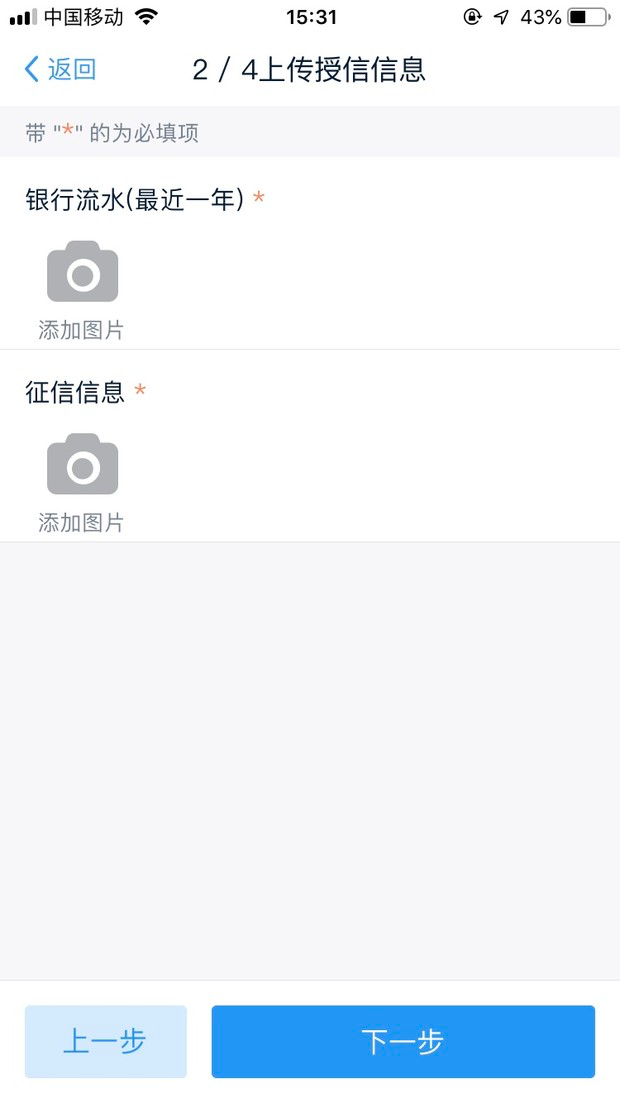 中国移动 15:31 43%
返回 2 / 4上传授信信息
带 "*" 的为必填项
银行流水(最近一年) *
添加图片
征信信息 *
添加图片
上一步 下一步